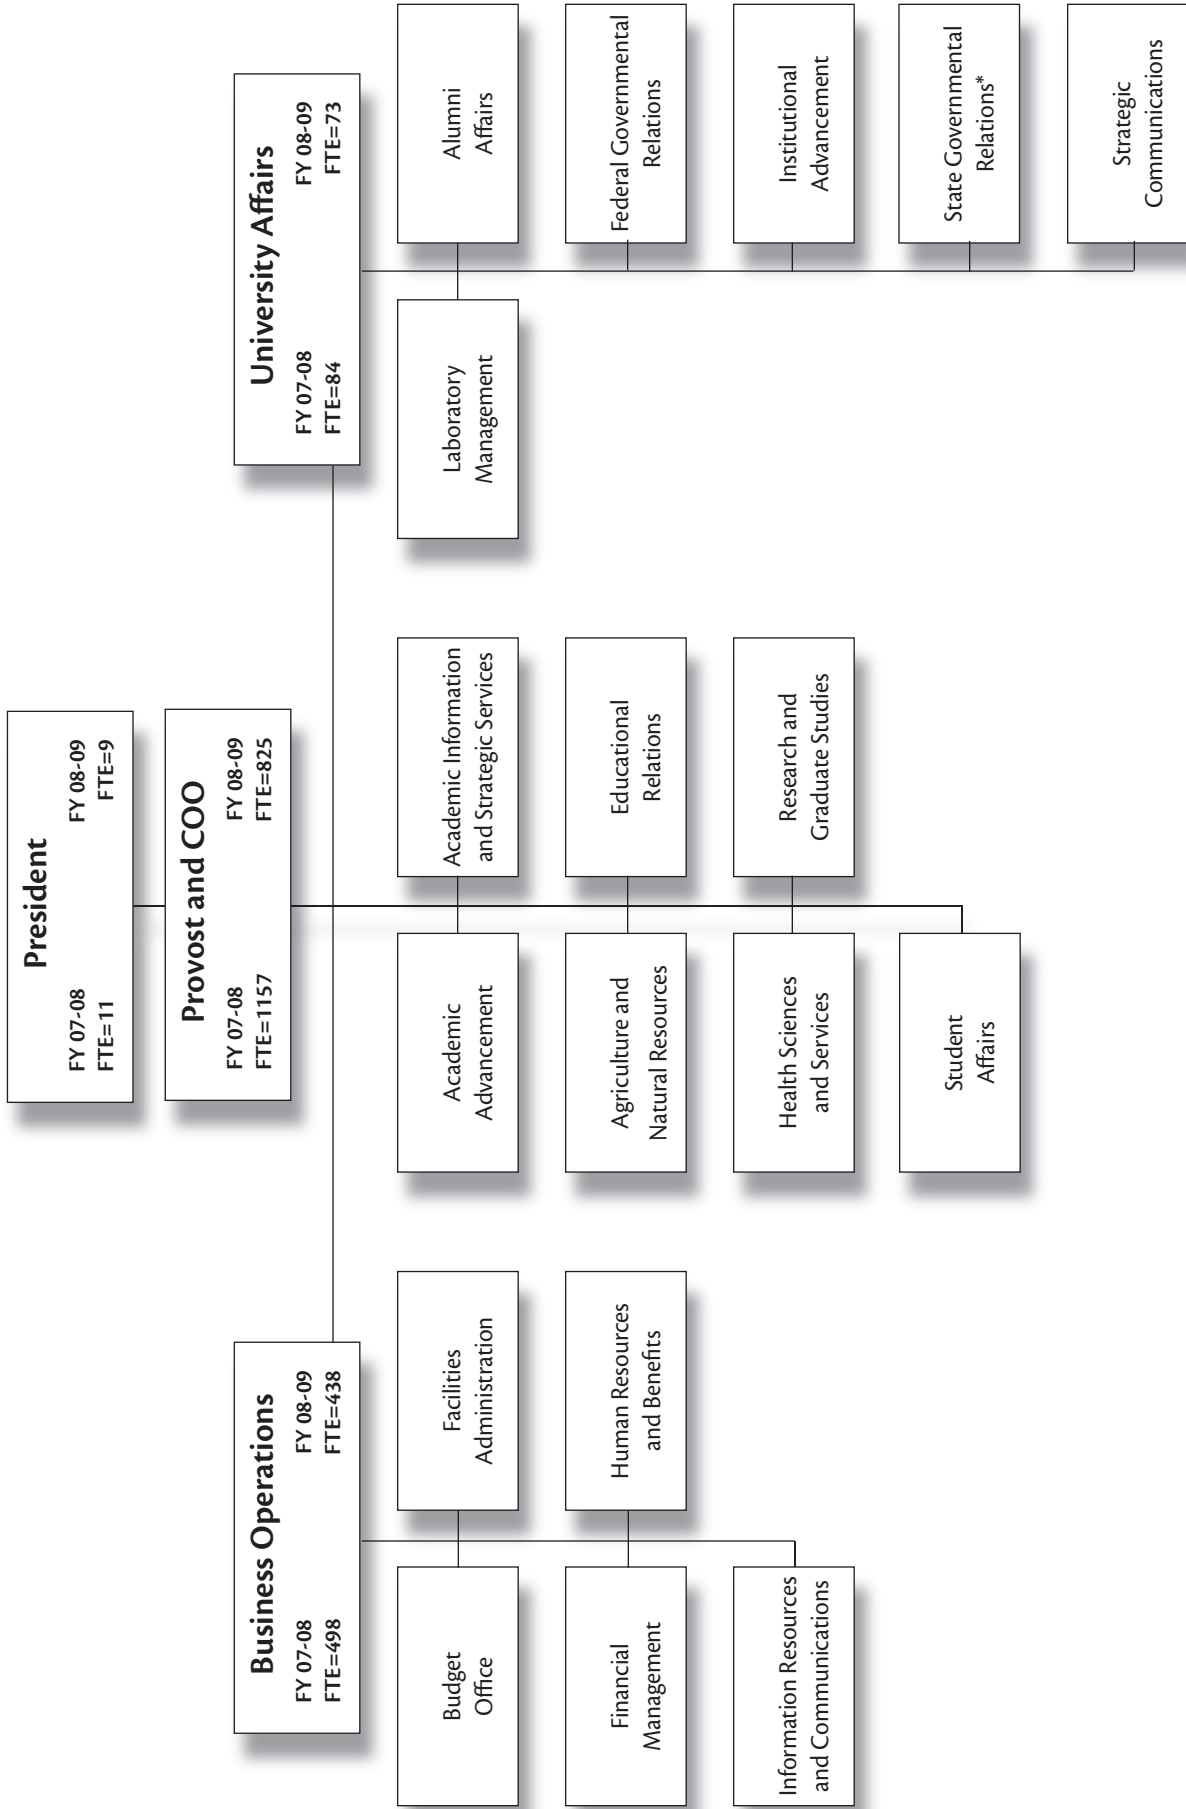 President
FY 07-08
FY 08-09
FTE=11
FTE=9
Provost and COO
FY 07-08
FY 08-09
FTE=1157
FTE=825
Business Operations
FY 07-08
FY 08-09
FTE=498
FTE=438
University Affairs
FY 07-08
FY 08-09
FTE=84
FTE=73
Budget
Office
Facilities
Administration
Financial
Management
Human Resources
and Benefits
Information Resources
and Communications
Academic
Advancement
Academic Information
and Strategic Services
Agriculture and
Natural Resources
Educational
Relations
Health Sciences
and Services
Research and
Graduate Studies
Student
Affairs
Laboratory
Management
Alumni
Affairs
Federal Governmental
Relations
Institutional
Advancement
State Governmental
Relations*
Strategic
Communications